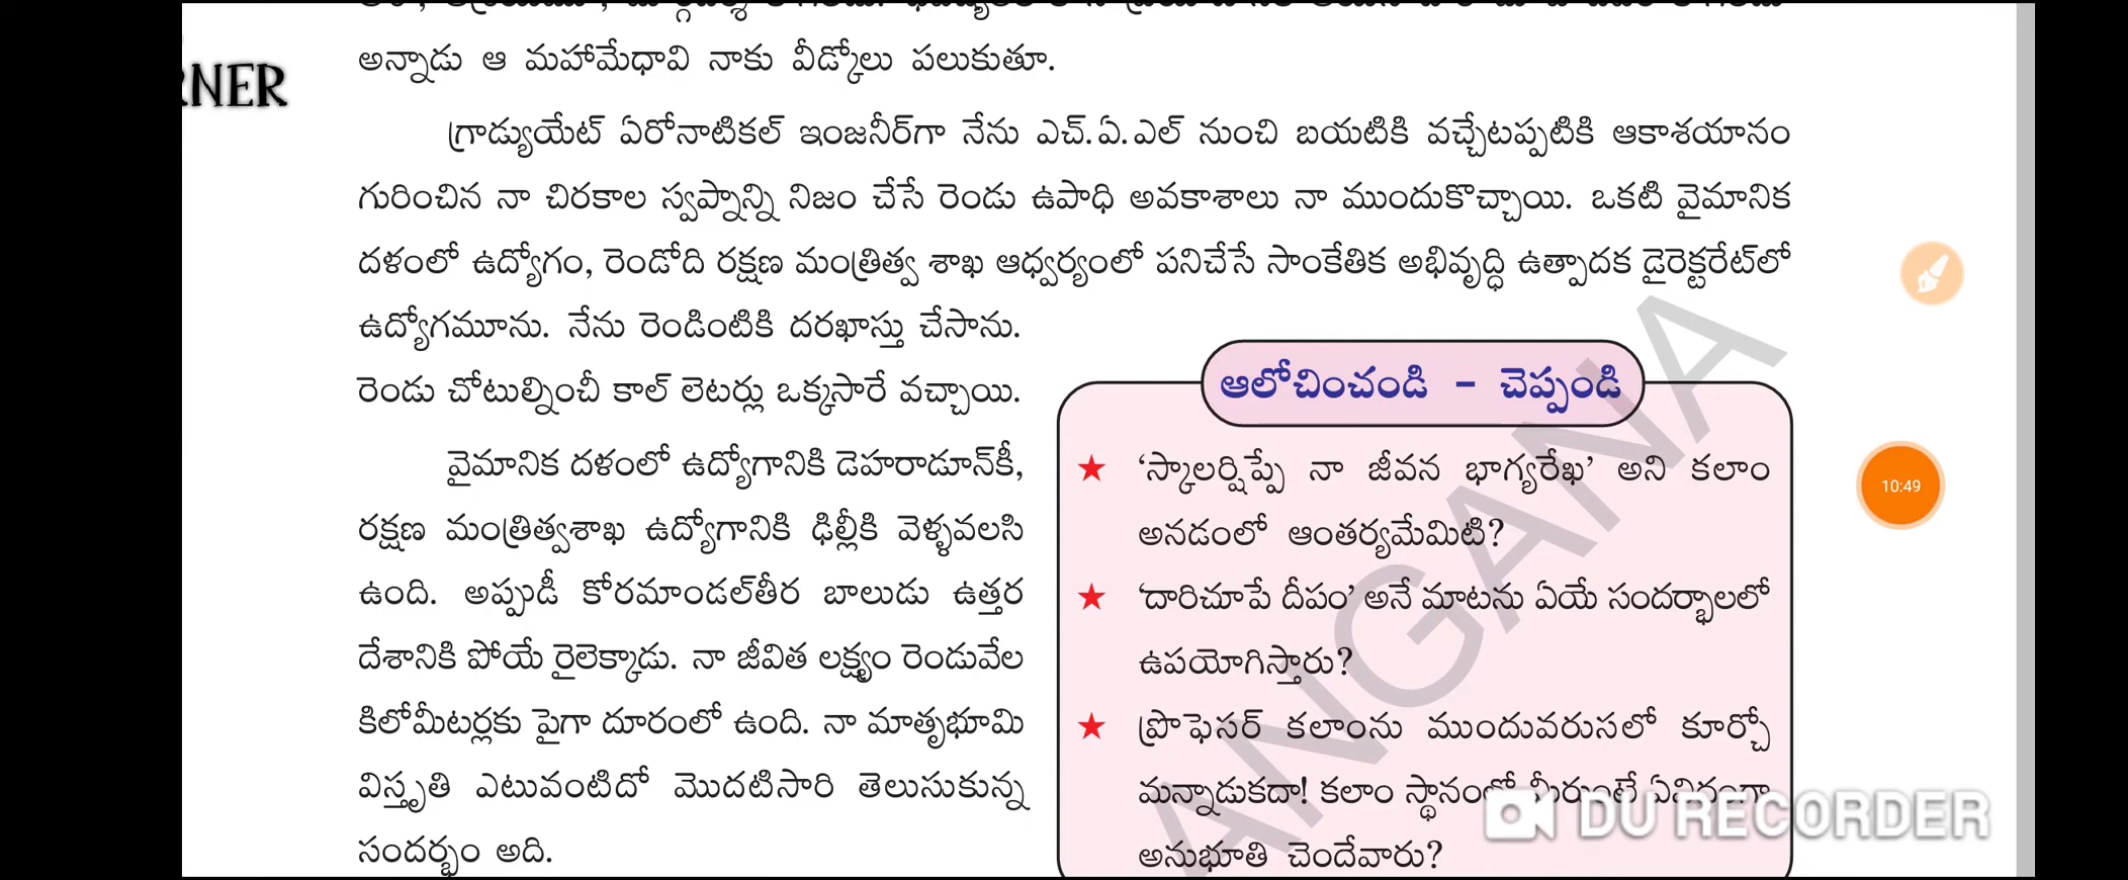 అన్నాడు ఆ మహామేధావి నాకు వీడ్కోలు పలుకుతూ.
RNER
గ్రాడ్యుయేట్ ఏరోనాటికల్ ఇంజనీర్‌గా నేను ఎచ్.ఏ.ఎల్ నుంచి బయటికి వచ్చేటప్పటికి ఆకాశయానం
గురించిన నా చిరకాల స్వప్నాన్ని నిజం చేసే రెండు ఉపాధి అవకాశాలు నా ముందుకొచ్చాయి. ఒకటి వైమానిక
దళంలో ఉద్యోగం, రెండోది రక్షణ మంత్రిత్వ శాఖ ఆధ్వర్యంలో పనిచేసే సాంకేతిక అభివృద్ధి ఉత్పాదక డైరెక్టరేట్‌లో
ఉద్యోగమూను. నేను రెండింటికి దరఖాస్తు చేసాను.
రెండు చోటుల్నించీ కాల్ లెటర్లు ఒక్కసారే వచ్చాయి.
వైమానిక దళంలో ఉద్యోగానికి డెహరాడూన్‌కీ,
రక్షణ మంత్రిత్వశాఖ ఉద్యోగానికి ఢిల్లీకి వెళ్ళవలసి
ఉంది. అప్పుడీ కోరమాండల్‌తీర బాలుడు ఉత్తర
దేశానికి పోయే రైలెక్కాడు. నా జీవిత లక్ష్యం రెండువేల
కిలోమీటర్లకు పైగా దూరంలో ఉంది. నా మాతృభూమి
విస్తృతి ఎటువంటిదో మొదటిసారి తెలుసుకున్న
సందర్భం అది.
ఆలోచించండి - చెప్పండి
★ ‘స్కాలర్షిప్పే నా జీవన భాగ్యరేఖ’ అని కలాం
అనడంలో ఆంతర్యమేమిటి?
★ ‘దారిచూపే దీపం’ అనే మాటను ఏయే సందర్భాలలో
ఉపయోగిస్తారు?
★ ప్రొఫెసర్ కలాంను ముందువరుసలో కూర్చో
మన్నాడుకదా! కలాం స్థానంలో మీరుంటే ఏవిధంగా
అనుభూతి చెందేవారు?
10:49
ANGANA
DU RECORDER